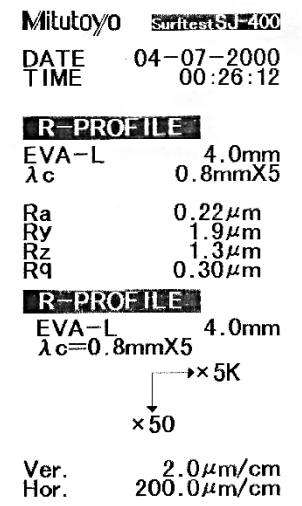 Mitutoyo SurftestSJ-400
DATE 04-07-2000
TIME 00:26:12
R-PROFILE
EVA-L 4.0mm
λc 0.8mmX5
Ra 0.22μm
Ry 1.9μm
Rz 1.3μm
Rq 0.30μm
R-PROFILE
EVA-L 4.0mm
λc=0.8mmX5
×5K
×50
Ver. 2.0μm/cm
Hor. 200.0μm/cm